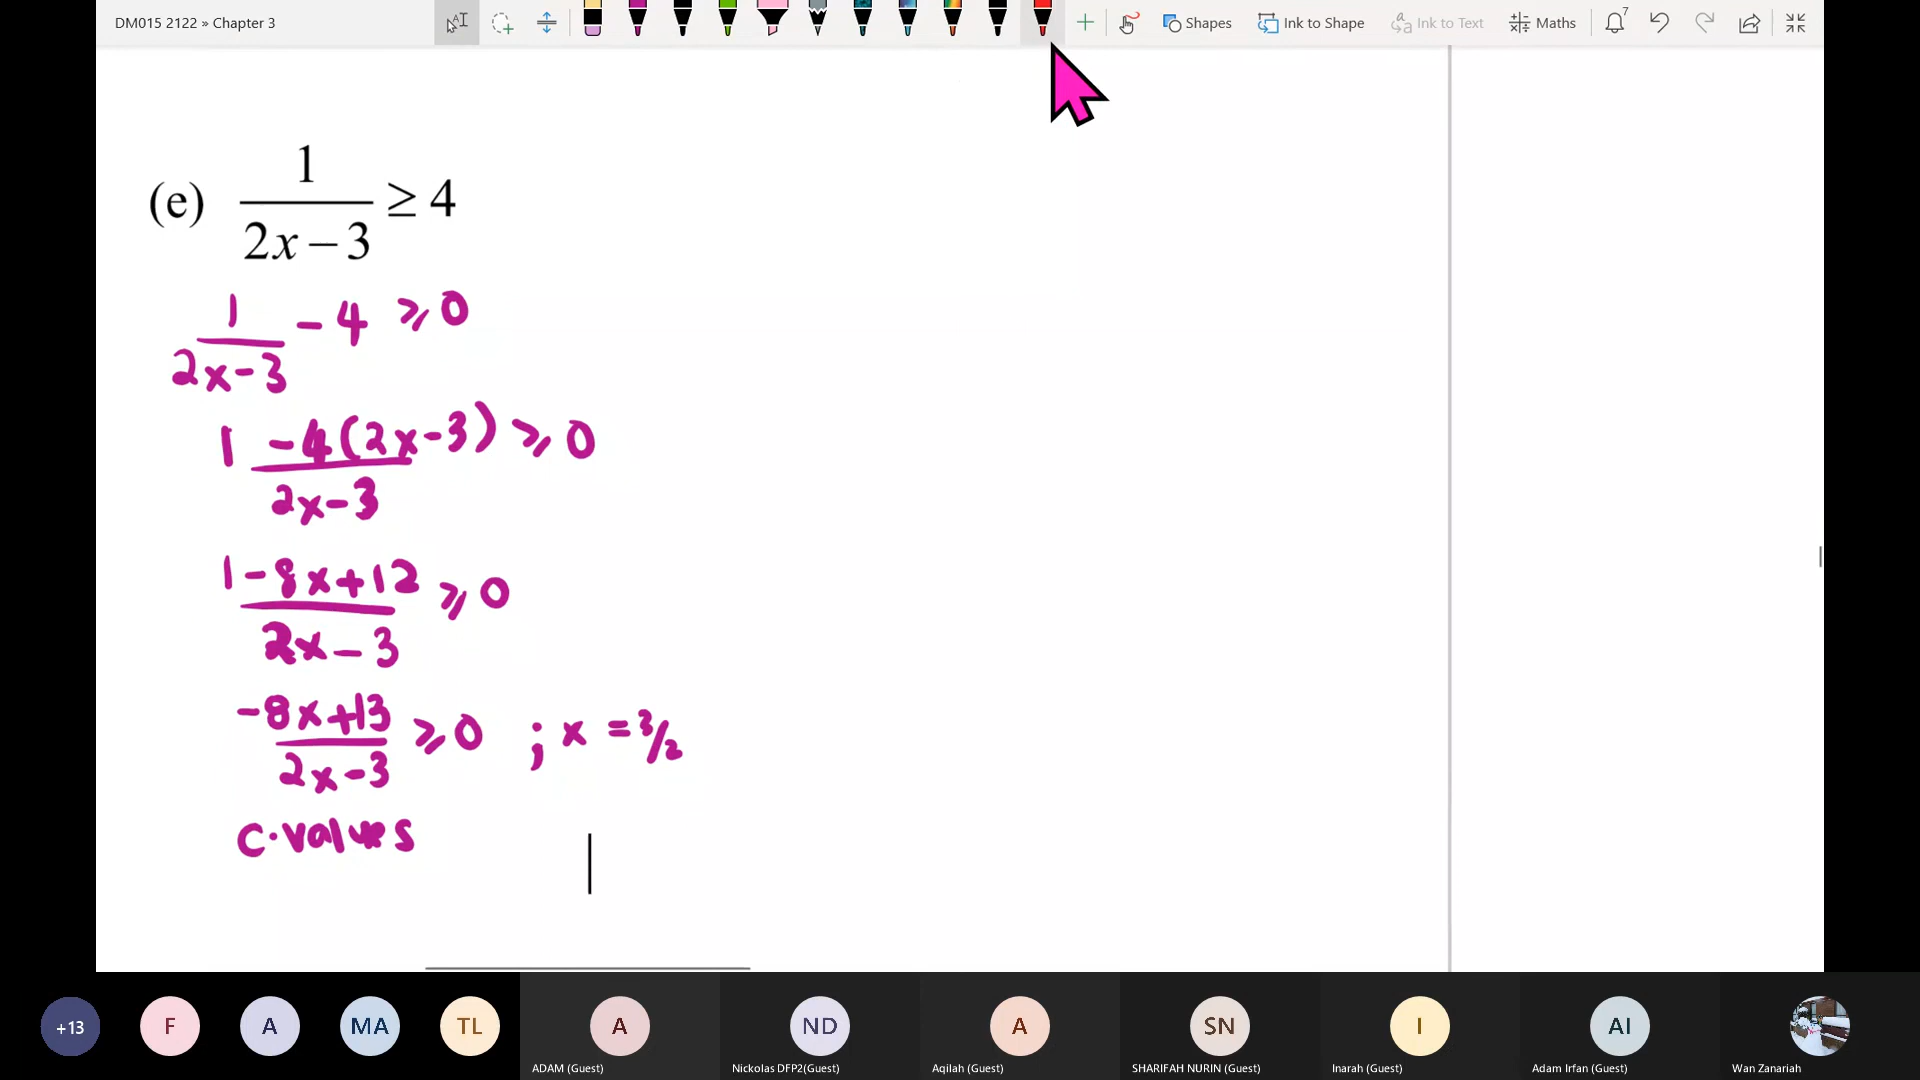 DM015 2122 » Chapter 3
Shapes
Ink to Shape
Ink to Text
Maths
7
(e) 1/(2x − 3) ≥ 4
1/(2x-3) - 4 ≥ 0
1 - 4(2x-3)/(2x-3) ≥ 0
1 - 8x + 12/(2x - 3) ≥ 0
-8x + 13/(2x - 3) ≥ 0 ; x = 3/2
C. values
+13
F
A
MA
TL
A
ND
A
SN
I
AI
ADAM (Guest)
Nickolas DFP2(Guest)
Aqilah (Guest)
SHARIFAH NURIN (Guest)
Inarah (Guest)
Adam Irfan (Guest)
Wan Zanariah